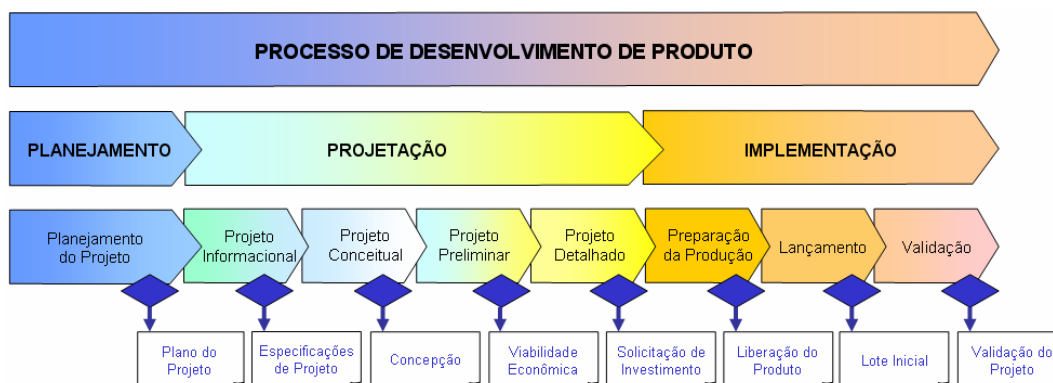 PROCESSO DE DESENVOLVIMENTO DE PRODUTO
PLANEJAMENTO
PROJETAÇÃO
IMPLEMENTAÇÃO
Planejamento
do Projeto
Projeto
Informacional
Projeto
Conceitual
Projeto
Preliminar
Projeto
Detalhado
Preparação
da Produção
Lançamento
Validação
Plano do
Projeto
Especificações
de Projeto
Concepção
Viabilidade
Econômica
Solicitação de
Investimento
Liberação do
Produto
Lote Inicial
Validação do
Projeto